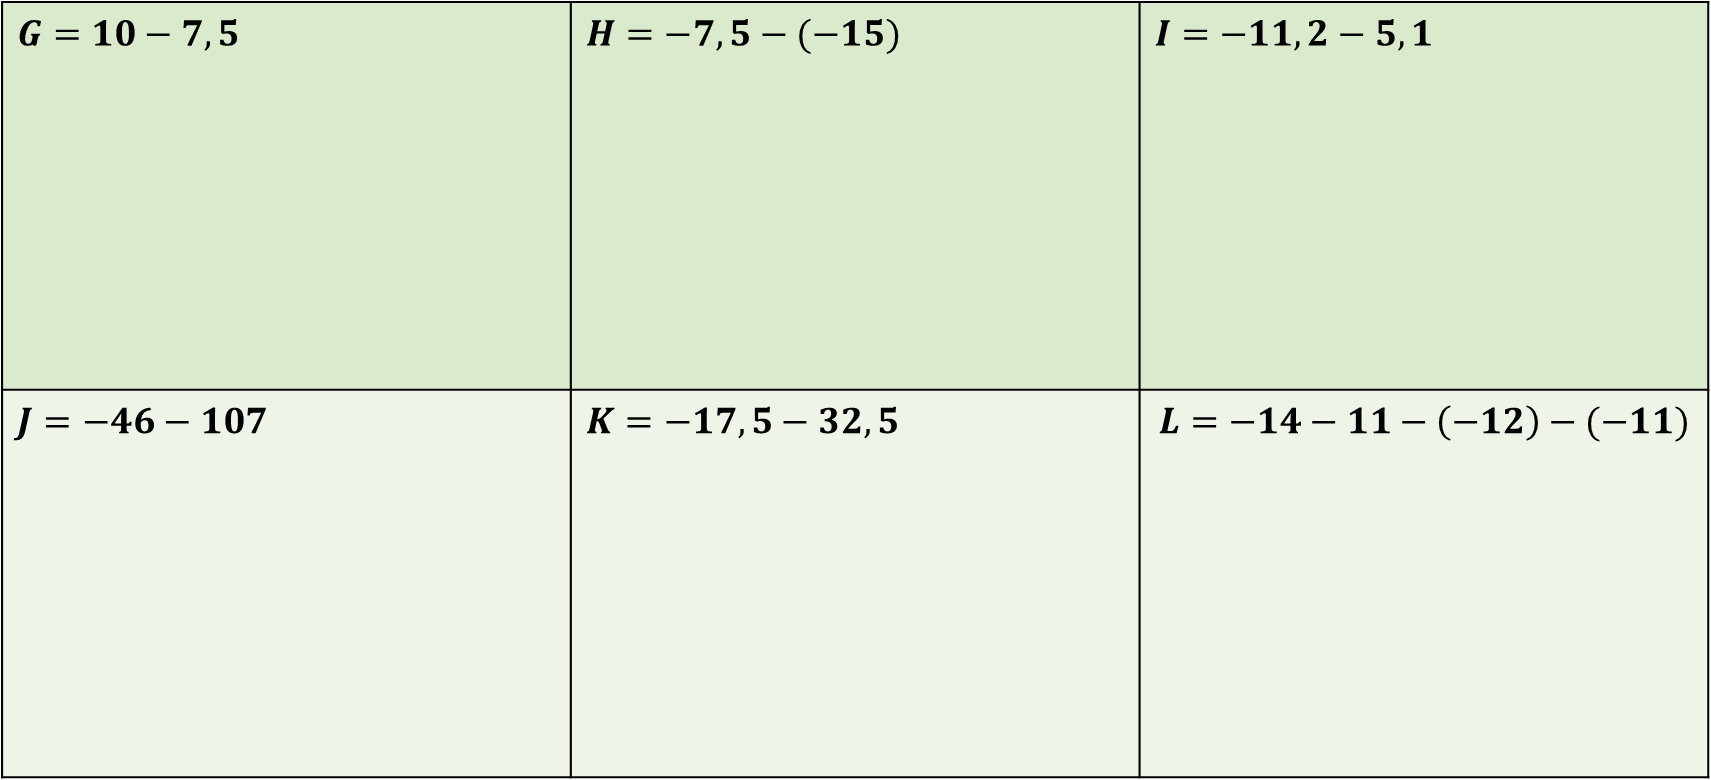 G = 10 − 7,5
H = −7,5 − (−15)
I = −11,2 − 5,1
J = −46 − 107
K = −17,5 − 32,5
L = −14 − 11 − (−12) − (−11)